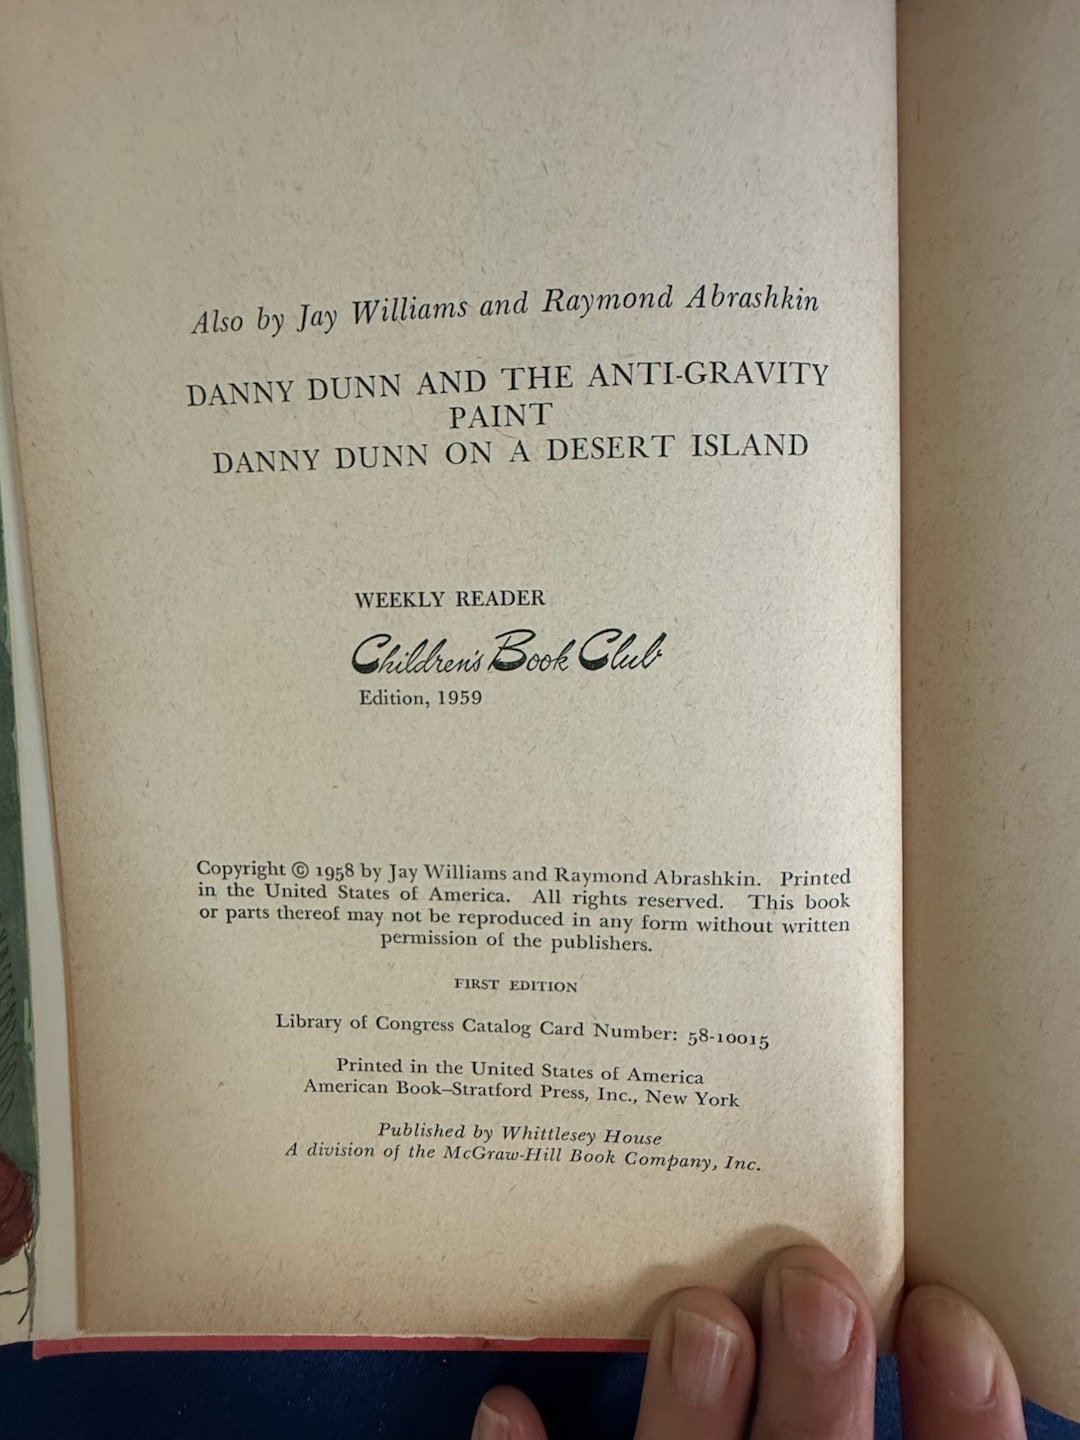 Also by Jay Williams and Raymond Abrashkin
DANNY DUNN AND THE ANTI-GRAVITY
PAINT
DANNY DUNN ON A DESERT ISLAND
WEEKLY READER
Children's Book Club
Edition, 1959
Copyright © 1958 by Jay Williams and Raymond Abrashkin. Printed
in the United States of America. All rights reserved. This book
or parts thereof may not be reproduced in any form without written
permission of the publishers.
FIRST EDITION
Library of Congress Catalog Card Number: 58-10015
Printed in the United States of America
American Book–Stratford Press, Inc., New York
Published by Whittlesey House
A division of the McGraw-Hill Book Company, Inc.